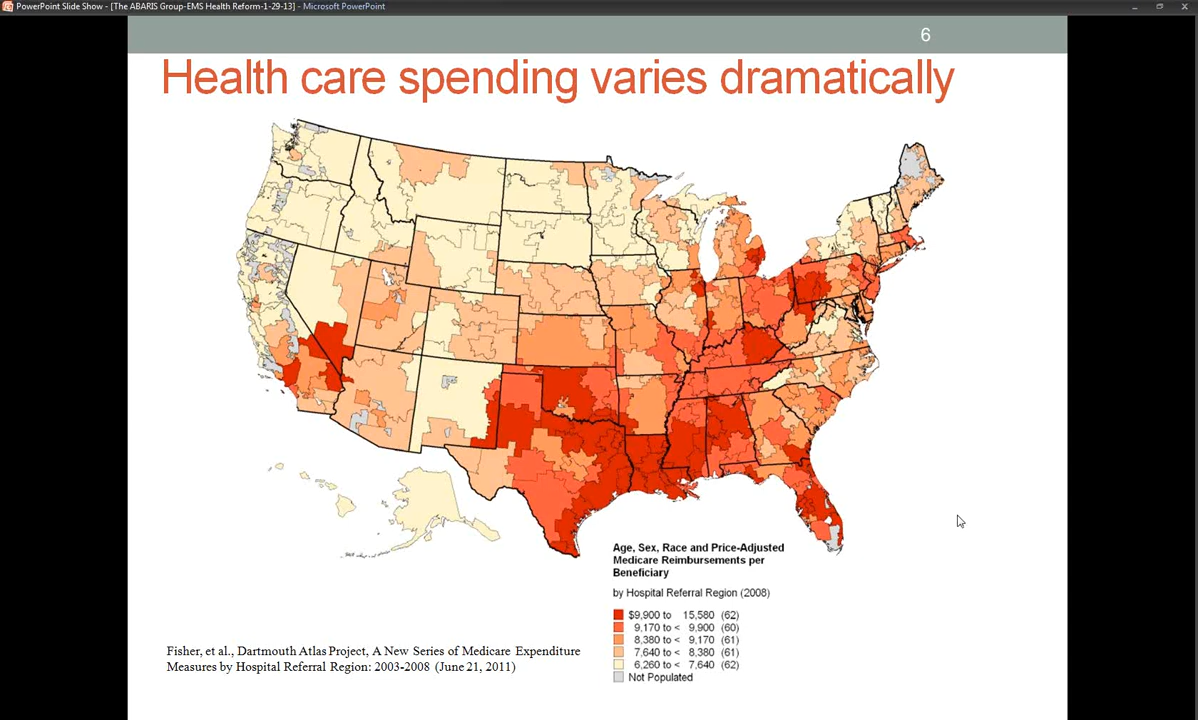 PowerPoint Slide Show - [The ABARIS Group-EMS Health Reform-1-29-13] - Microsoft PowerPoint
6
Health care spending varies dramatically
Age, Sex, Race and Price-Adjusted
Medicare Reimbursements per
Beneficiary
by Hospital Referral Region (2008)
$9,900 to 15,580 (62)
9,170 to < 9,900 (60)
8,380 to < 9,170 (61)
7,640 to < 8,380 (61)
6,260 to < 7,640 (62)
Not Populated
Fisher, et al., Dartmouth Atlas Project, A New Series of Medicare Expenditure
Measures by Hospital Referral Region: 2003-2008 (June 21, 2011)